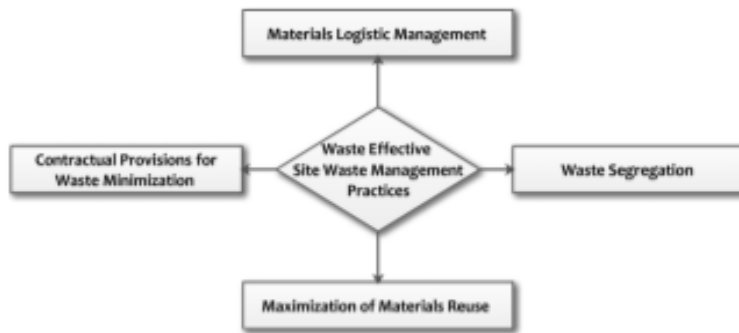 Materials Logistic Management
Contractual Provisions for
Waste Minimization
Waste Effective
Site Waste Management
Practices
Waste Segregation
Maximization of Materials Reuse